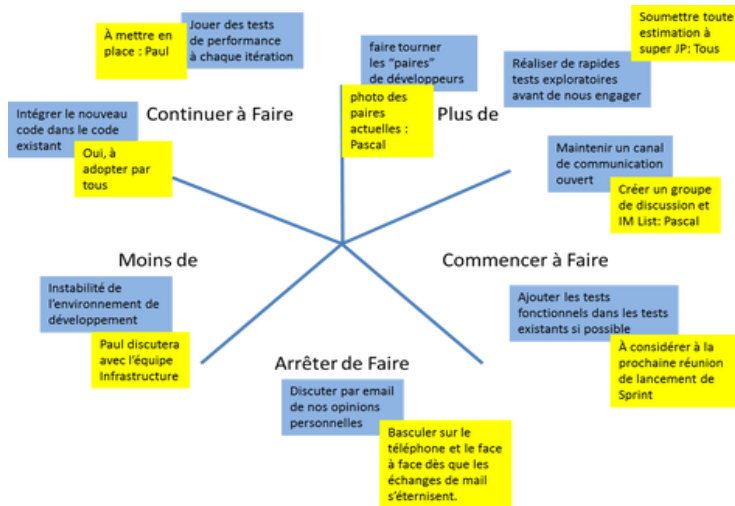 À mettre en
place : Paul
Jouer des tests
de performance
à chaque itération
Continuer à Faire
Intégrer le nouveau
code dans le code
existant
Oui, à
adopter par
tous
faire tourner
les “paires”
de développeurs
photo des
paires
actuelles :
Pascal
Plus de
Soumettre toute
estimation à
super JP: Tous
Réaliser de rapides
tests exploratoires
avant de nous engager
Maintenir un canal
de communication
ouvert
Créer un groupe
de discussion et
IM List: Pascal
Moins de
Instabilité de
l’environnement de
développement
Paul discutera
avec l’équipe
Infrastructure
Commencer à Faire
Ajouter les tests
fonctionnels dans les tests
existants si possible
À considérer à la
prochaine réunion
de lancement de
Sprint
Arrêter de Faire
Discuter par email
de nos opinions
personnelles
Basculer sur le
téléphone et le face
à face dès que les
échanges de mail
s’éternisent.